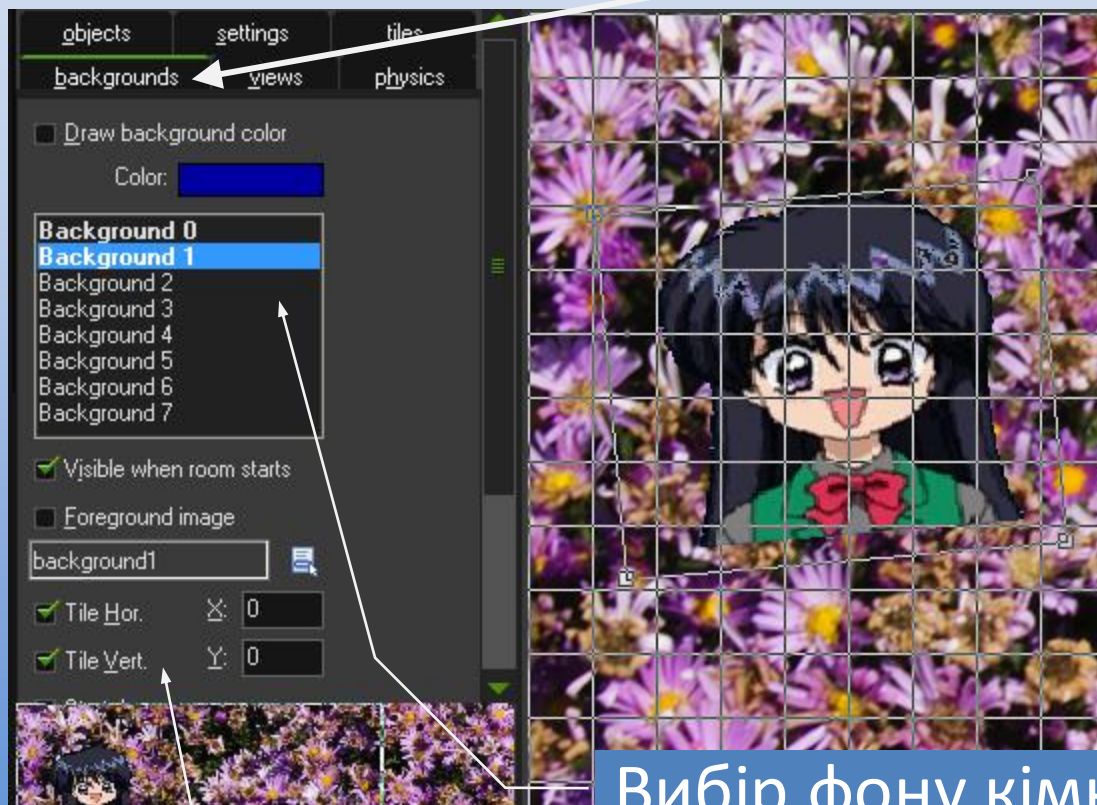 objects settings tiles
backgrounds views physics
Draw background color
Color:
Background 0
Background 1
Background 2
Background 3
Background 4
Background 5
Background 6
Background 7
Visible when room starts
Foreground image
background1
Tile Hor. X: 0
Tile Vert. Y: 0
Вибір фону